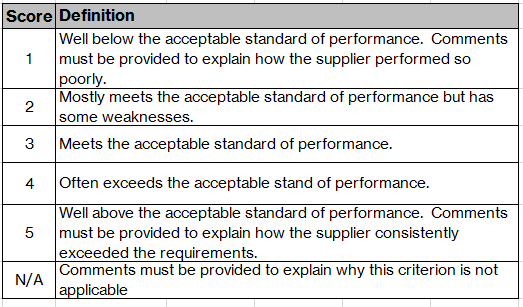 Score Definition
Well below the acceptable standard of performance. Comments
1 must be provided to explain how the supplier performed so
poorly.
2 Mostly meets the acceptable standard of performance but has
some weaknesses.
3 Meets the acceptable standard of performance.
4 Often exceeds the acceptable stand of performance.
Well above the acceptable standard of performance. Comments
5 must be provided to explain how the supplier consistently
exceeded the requirements.
N/A Comments must be provided to explain why this criterion is not
applicable